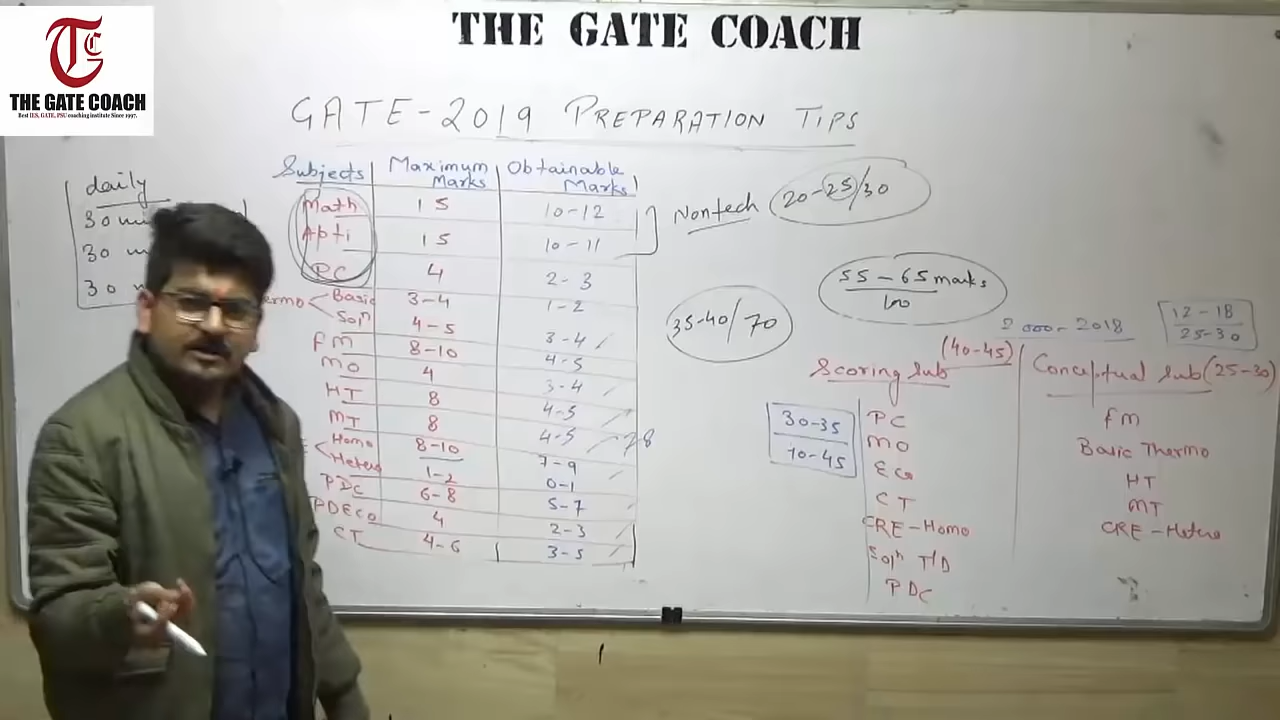 THE GATE COACH
TC
THE GATE COACH
Best IES, GATE, PSU coaching institute Since 1997.
GATE-2019 PREPARATION TIPS
daily
30
30
30
Subjects Maximum Marks Obtainable Marks
Math 15 10-12
Apti 15 10-11
PC 4 2-3
Basic 3-4 1-2
Sol^n 4-5 3-4
FM 8-10 4-5
MO 4 3-4
HT 8 4-5
MT 8 4-5
Homo 8-10 7-9
Hetero 1-2 0-1
PDC 6-8 5-7
PDECo 4 2-3
CT 4-6 3-5
Nontech 20-25/30
55-65 marks
100
35-40/70
2000-2018
12-18
25-30
Scoring Sub (40-45)
30-35
40-45
PC
MO
ECo
CT
CRE-Homo
Sol^n T/D
PDC
Conceptual Sub (25-30)
FM
Basic Thermo
HT
MT
CRE-Hetero